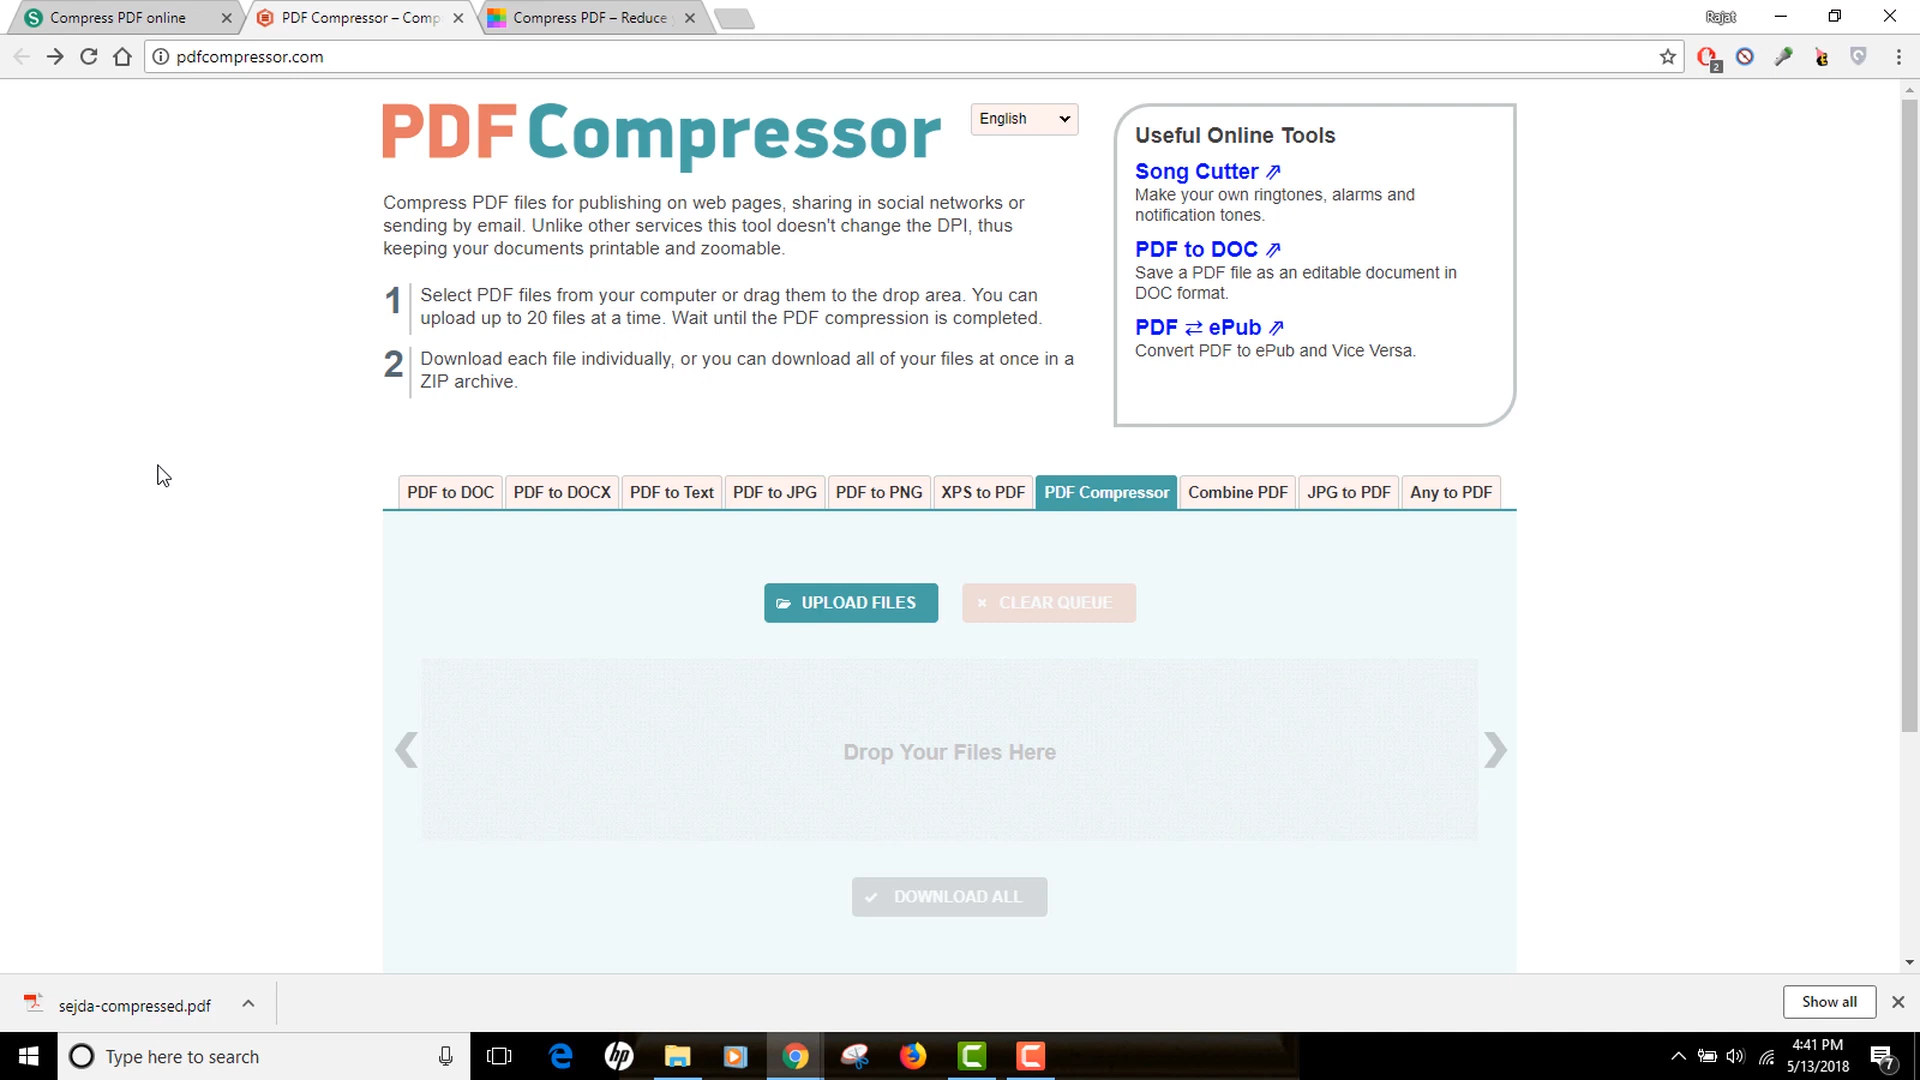 Compress PDF online
PDF Compressor – Comp
Compress PDF – Reduce
Rajat
pdfcompressor.com
2
PDF Compressor
English
Compress PDF files for publishing on web pages, sharing in social networks or
sending by email. Unlike other services this tool doesn't change the DPI, thus
keeping your documents printable and zoomable.
1
Select PDF files from your computer or drag them to the drop area. You can
upload up to 20 files at a time. Wait until the PDF compression is completed.
2
Download each file individually, or you can download all of your files at once in a
ZIP archive.
Useful Online Tools
Song Cutter ⇗
Make your own ringtones, alarms and
notification tones.
PDF to DOC ⇗
Save a PDF file as an editable document in
DOC format.
PDF ⇄ ePub ⇗
Convert PDF to ePub and Vice Versa.
PDF to DOC
PDF to DOCX
PDF to Text
PDF to JPG
PDF to PNG
XPS to PDF
PDF Compressor
Combine PDF
JPG to PDF
Any to PDF
UPLOAD FILES
CLEAR QUEUE
Drop Your Files Here
DOWNLOAD ALL
sejda-compressed.pdf
Show all
Type here to search
4:41 PM
5/13/2018
7